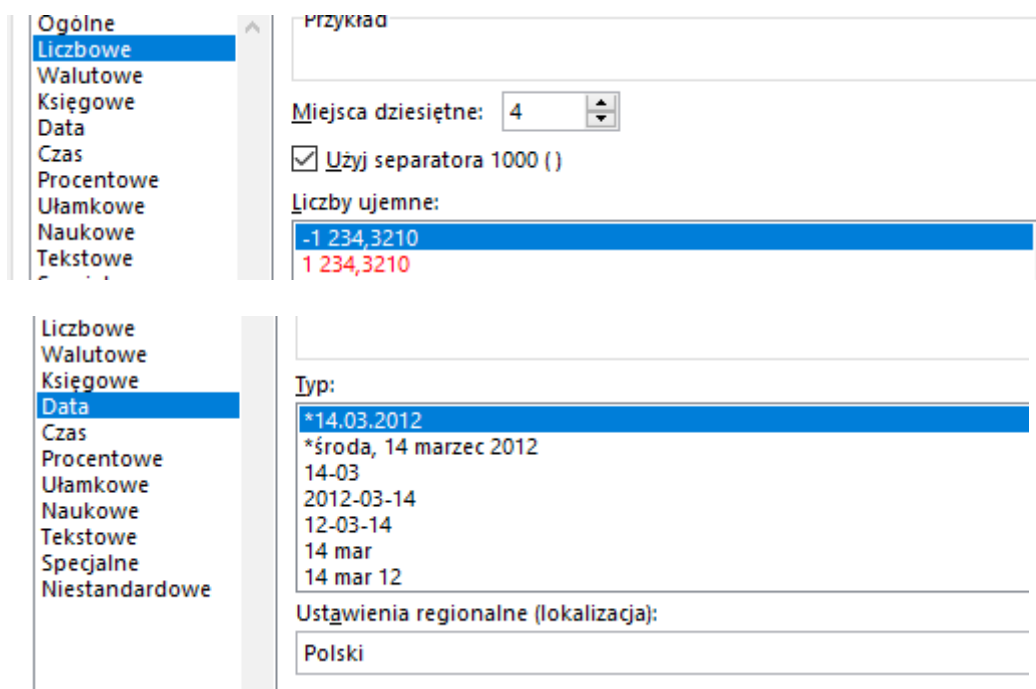 Ogólne
Liczbowe
Walutowe
Księgowe
Data
Czas
Procentowe
Ułamkowe
Naukowe
Tekstowe
Przykład
Miejsca dziesiętne: 4
Użyj separatora 1000 ( )
Liczby ujemne:
-1 234,3210
1 234,3210
Liczbowe
Walutowe
Księgowe
Data
Czas
Procentowe
Ułamkowe
Naukowe
Tekstowe
Specjalne
Niestandardowe
Typ:
*14.03.2012
*środa, 14 marzec 2012
14-03
2012-03-14
12-03-14
14 mar
14 mar 12
Ustawienia regionalne (lokalizacja):
Polski